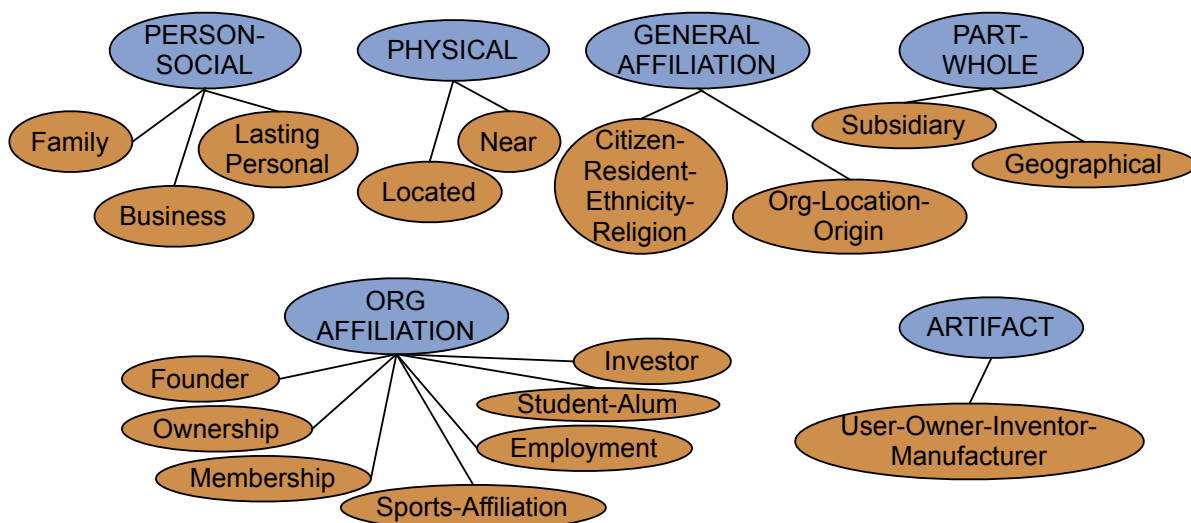 PERSON-
SOCIAL
PHYSICAL
GENERAL
AFFILIATION
PART-
WHOLE
Family
Lasting
Personal
Business
Near
Located
Citizen-
Resident-
Ethnicity-
Religion
Org-Location-
Origin
Subsidiary
Geographical
ORG
AFFILIATION
ARTIFACT
Founder
Ownership
Membership
Sports-Affiliation
Employment
Student-Alum
Investor
User-Owner-Inventor-
Manufacturer